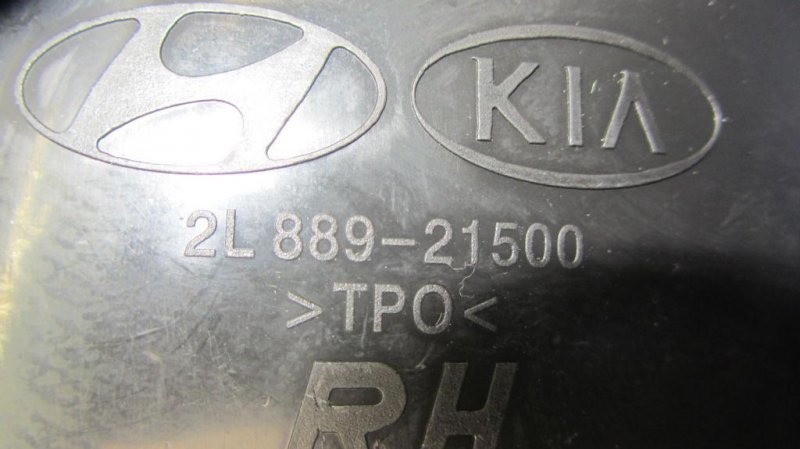 KIA
2L 889-21500
>TPO<
RH